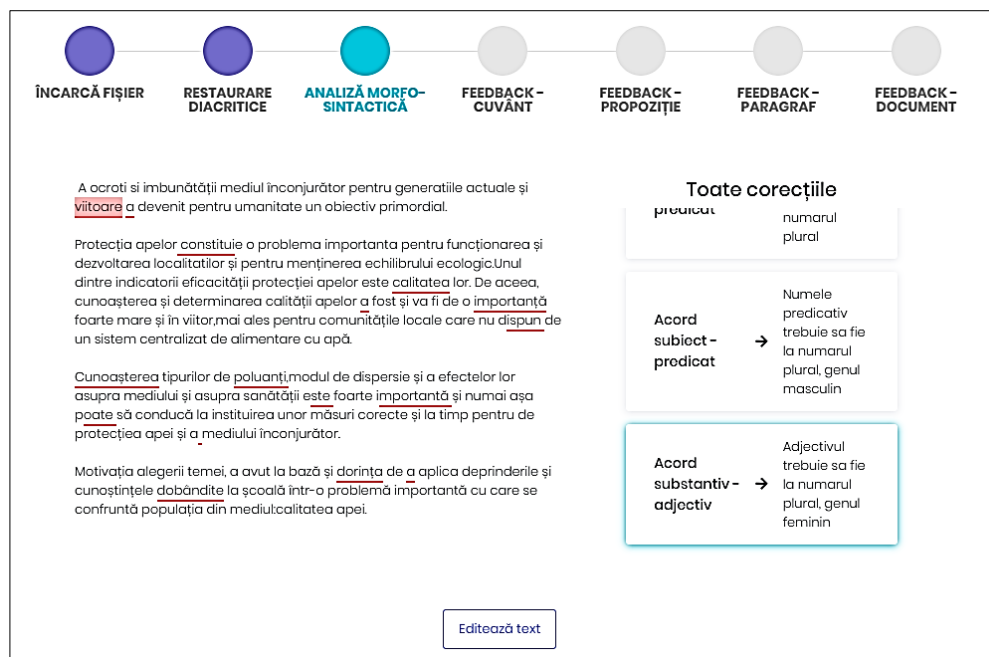 ÎNCARCĂ FIȘIER
RESTAURARE
DIACRITICE
ANALIZĂ MORFO-
SINTACTICĂ
FEEDBACK -
CUVÂNT
FEEDBACK -
PROPOZIȚIE
FEEDBACK -
PARAGRAF
FEEDBACK -
DOCUMENT
A ocroti si imbunătății mediul înconjurător pentru generatiile actuale și
viitoare a devenit pentru umanitate un obiectiv primordial.
Protecția apelor constituie o problema importanta pentru funcționarea și
dezvoltarea localitatilor și pentru menținerea echilibrului ecologic.Unul
dintre indicatorii eficacității protecției apelor este calitatea lor. De aceea,
cunoașterea și determinarea calității apelor a fost și va fi de o importanță
foarte mare și în viitor,mai ales pentru comunitățile locale care nu dispun de
un sistem centralizat de alimentare cu apă.
Cunoașterea tipurilor de poluanți,modul de dispersie și a efectelor lor
asupra mediului și asupra sanătății este foarte importantă și numai așa
poate să conducă la instituirea unor măsuri corecte și la timp pentru de
protecțiea apei și a mediului înconjurător.
Motivația alegerii temei, a avut la bază și dorința de a aplica deprinderile și
cunoștințele dobândite la școală într-o problemă importantă cu care se
confruntă populația din mediul:calitatea apei.
Toate corecțiile
predicat
numarul
plural
Acord
subiect -
predicat
→
Numele
predicativ
trebuie sa fie
la numarul
plural, genul
masculin
Acord
substantiv -
adjectiv
→
Adjectivul
trebuie sa fie
la numarul
plural, genul
feminin
Editează text